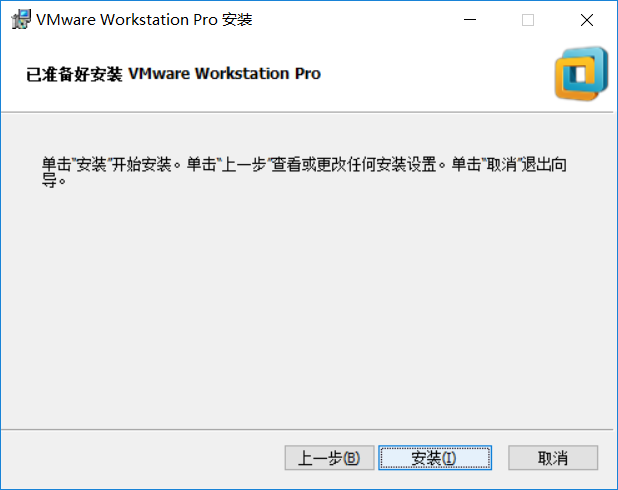 VMware Workstation Pro 安装
已准备好安装 VMware Workstation Pro
单击“安装”开始安装。单击“上一步”查看或更改任何安装设置。单击“取消”退出向
导。
上一步(B) 安装(I) 取消